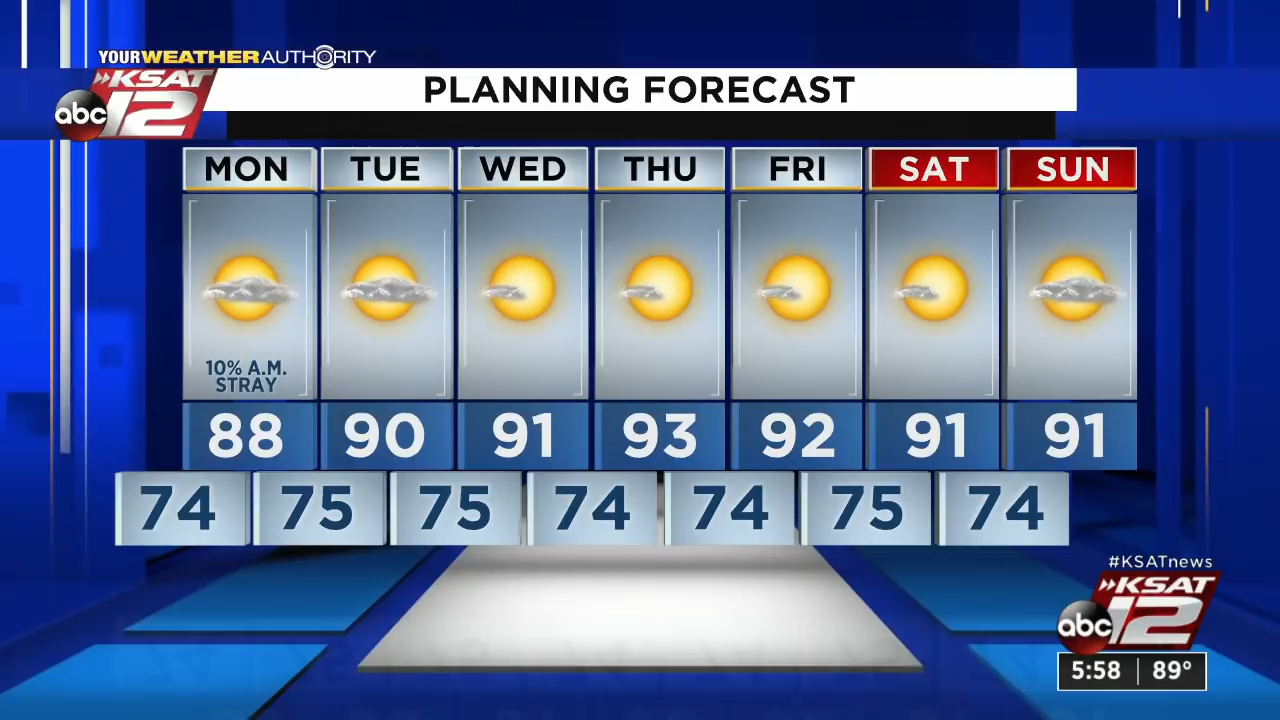 YOURWEATHERAUTHORITY
»KSAT
abc 12
PLANNING FORECAST
MON TUE WED THU FRI SAT SUN
10% A.M.
STRAY
88 90 91 93 92 91 91
74 75 75 74 74 75 74
#KSATnews
»KSAT
abc 12
5:58 | 89°